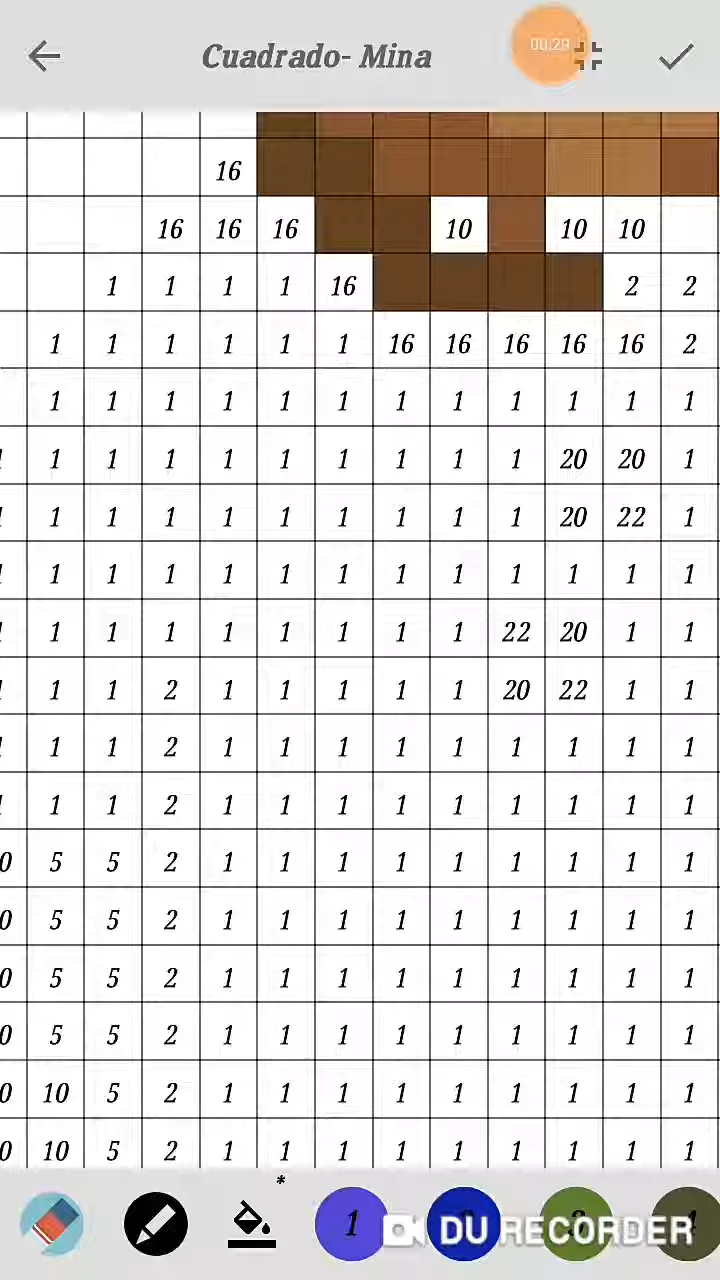 Cuadrado- Mina
00:29
16
16 16 16 10 10 10
1 1 1 1 16 2 2
1 1 1 1 1 1 16 16 16 16 16 2
1 1 1 1 1 1 1 1 1 1 1 1
1 1 1 1 1 1 1 1 1 20 20 1
1 1 1 1 1 1 1 1 1 20 22 1
1 1 1 1 1 1 1 1 1 1 1 1
1 1 1 1 1 1 1 1 22 20 1 1
1 1 2 1 1 1 1 1 20 22 1 1
1 1 2 1 1 1 1 1 1 1 1 1
1 1 2 1 1 1 1 1 1 1 1 1
0 5 5 2 1 1 1 1 1 1 1 1 1
0 5 5 2 1 1 1 1 1 1 1 1 1
0 5 5 2 1 1 1 1 1 1 1 1 1
0 5 5 2 1 1 1 1 1 1 1 1 1
0 10 5 2 1 1 1 1 1 1 1 1 1
0 10 5 2 1 1 1 1 1 1 1 1 1
*
1
DU RECORDER